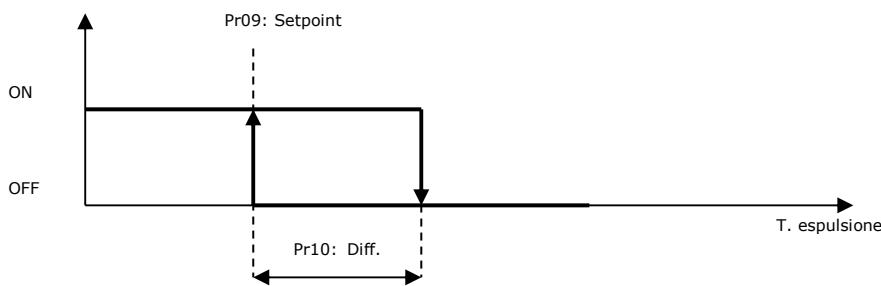 Pr09: Setpoint
ON
OFF
T. espulsione
Pr10: Diff.